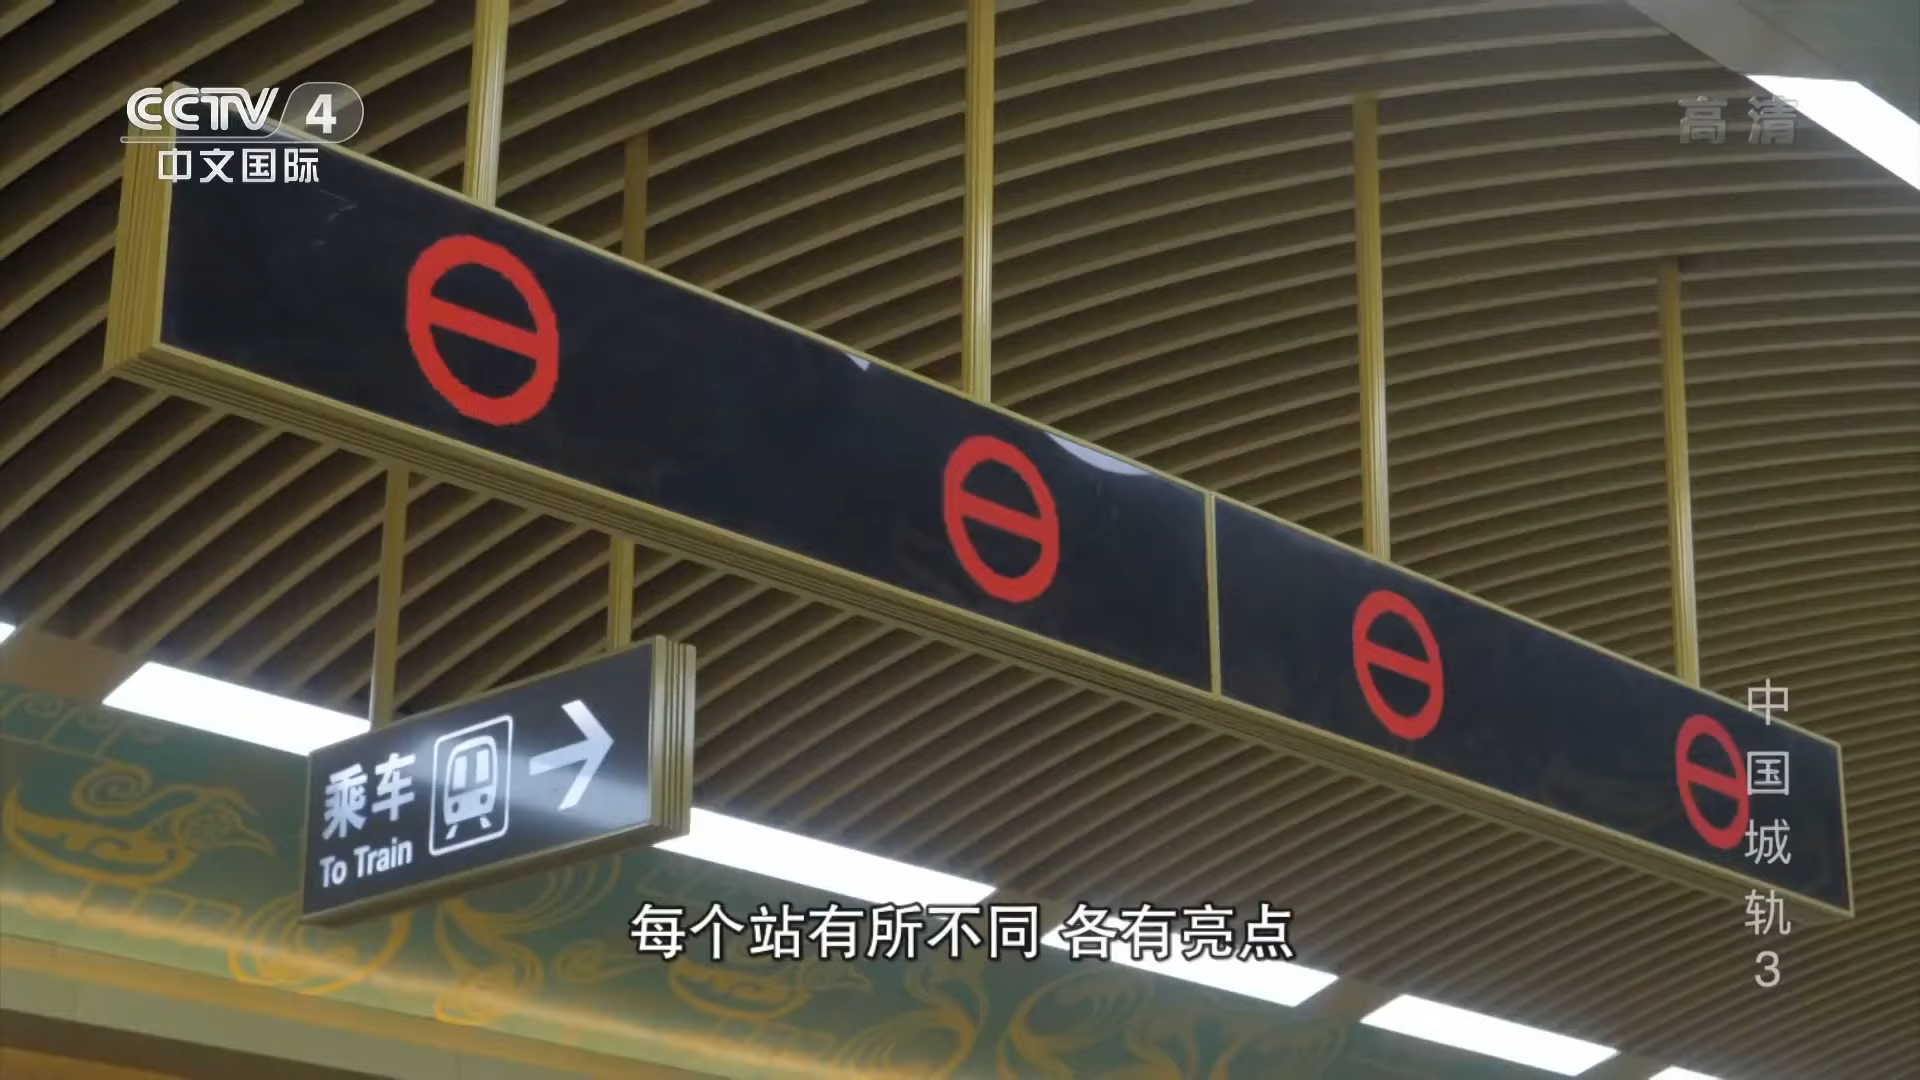 CCTV 4
中文国际
高清
乘车
To Train
每个站有所不同 各有亮点
中国城轨3